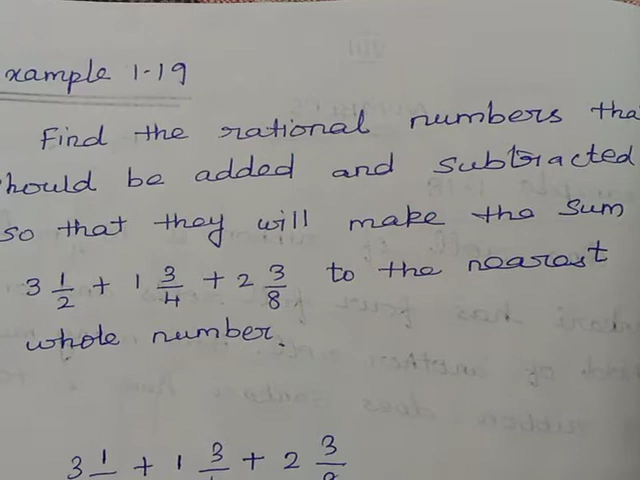 xample 1.19
Find the rational numbers tha
hould be added and subtracted
so that they will make the sum
3 1/2 + 1 3/4 + 2 3/8 to the nearest
whole number.
3 1 + 1 3 + 2 3